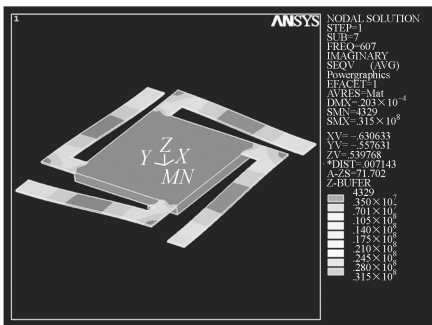 1
ANSYS
NODAL SOLUTION
STEP=1
SUB=7
FREQ=607
IMAGINARY
SEQV (AVG)
Powergraphics
EFACET=1
AVRES=Mat
DMX=.203×10⁻⁴
SMN=4329
SMX=.315×10⁸
XV= -.630633
YV= -.557631
ZV=.539768
*DIST=.007143
A-ZS=71.702
Z-BUFER
4329
.350×10⁷
.701×10⁷
.105×10⁸
.140×10⁸
.175×10⁸
.210×10⁸
.245×10⁸
.280×10⁸
.315×10⁸
Z
Y X
MN